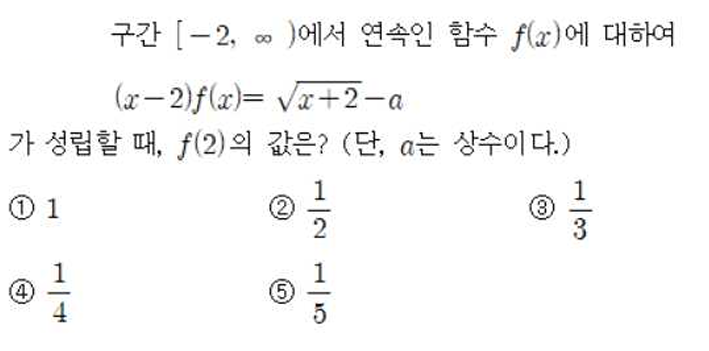 구간 [−2, ∞ )에서 연속인 함수 f(x)에 대하여
(x−2)f(x)= √(x+2)−a
가 성립할 때, f(2)의 값은? (단, a는 상수이다.)
① 1 ② 1/2 ③ 1/3
④ 1/4 ⑤ 1/5